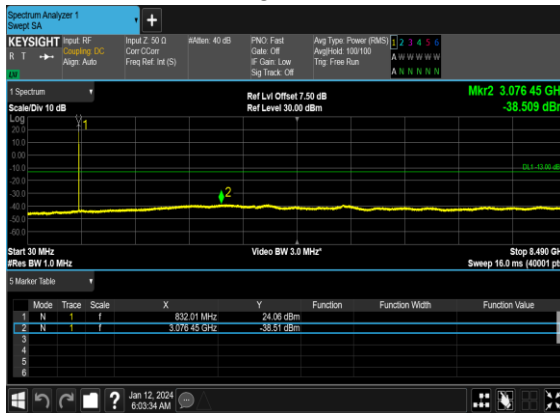 Spectrum Analyzer 1
Swept SA
KEYSIGHT Input: RF Input Z: 50 Ω #Atten: 40 dB PNO: Fast Avg Type: Power (RMS) 1 2 3 4 5 6
R T Coupling: DC Corr CCorr Gate: Off Avg|Hold: 100/100 A W W W W W
Align: Auto Freq Ref: Int (S) IF Gain: Low Trig: Free Run
Sig Track: Off A N N N N N
1 Spectrum Ref Lvl Offset 7.50 dB Mkr2 3.076 45 GH
Scale/Div 10 dB Ref Level 30.00 dBm -38.509 dBr
Log
20.0 1
10.0
0.00
-10.0 DL1 -13.00 dB
-20.0
-30.0 2
-40.0
-50.0
-60.0
Start 30 MHz Video BW 3.0 MHz* Stop 8.490 GH
#Res BW 1.0 MHz Sweep 16.0 ms (40001 pt
5 Marker Table
Mode Trace Scale X Y Function Function Width Function Value
1 N 1 f 832.01 MHz 24.06 dBm
2 N 1 f 3.076 45 GHz -38.51 dBm
3
4
5
6
? Jan 12, 2024
6:03:34 AM